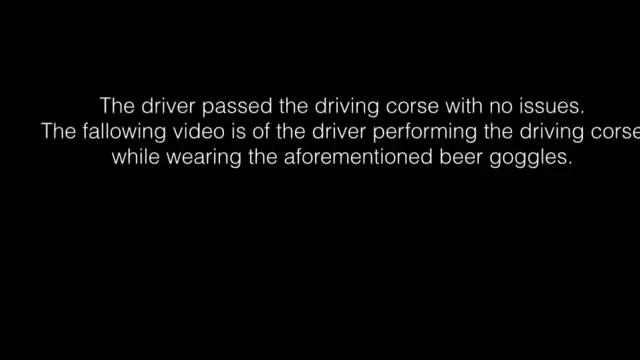 The driver passed the driving corse with no issues.
The fallowing video is of the driver performing the driving corse
while wearing the aforementioned beer goggles.